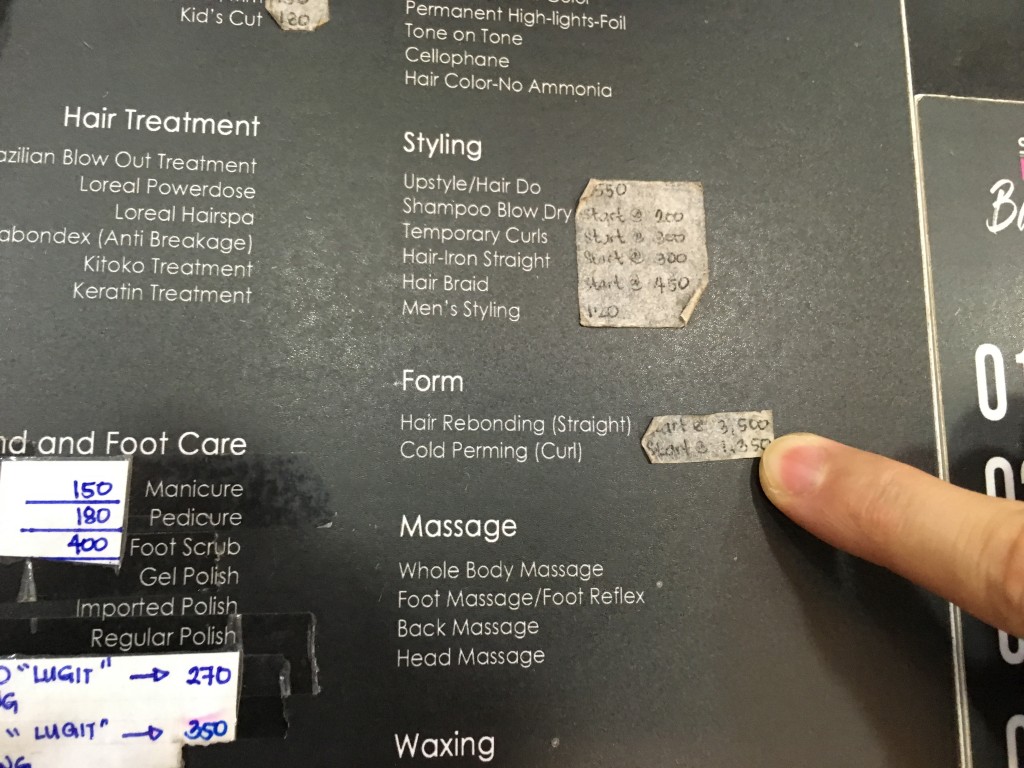 Kid's Cut 120
Hair Treatment
Blow Out Treatment
Loreal Powerdose
Loreal Hairspa
(Anti Breakage)
Kitoko Treatment
Keratin Treatment
and Foot Care
150 Manicure
180 Pedicure
400 Foot Scrub
Gel Polish
Imported Polish
Regular Polish
"LUGIT" → 270
"LUGIT" → 350
Permanent High-lights-Foil
Tone on Tone
Cellophane
Hair Color-No Ammonia
Styling
Upstyle/Hair Do 550
Shampoo Blow Dry Start @ 200
Temporary Curls Start @ 300
Hair-Iron Straight Start @ 300
Hair Braid Start @ 450
Men's Styling 120
Form
Hair Rebonding (Straight) Start @ 3,500
Cold Perming (Curl) Start @ 1,350
Massage
Whole Body Massage
Foot Massage/Foot Reflex
Back Massage
Head Massage
Waxing